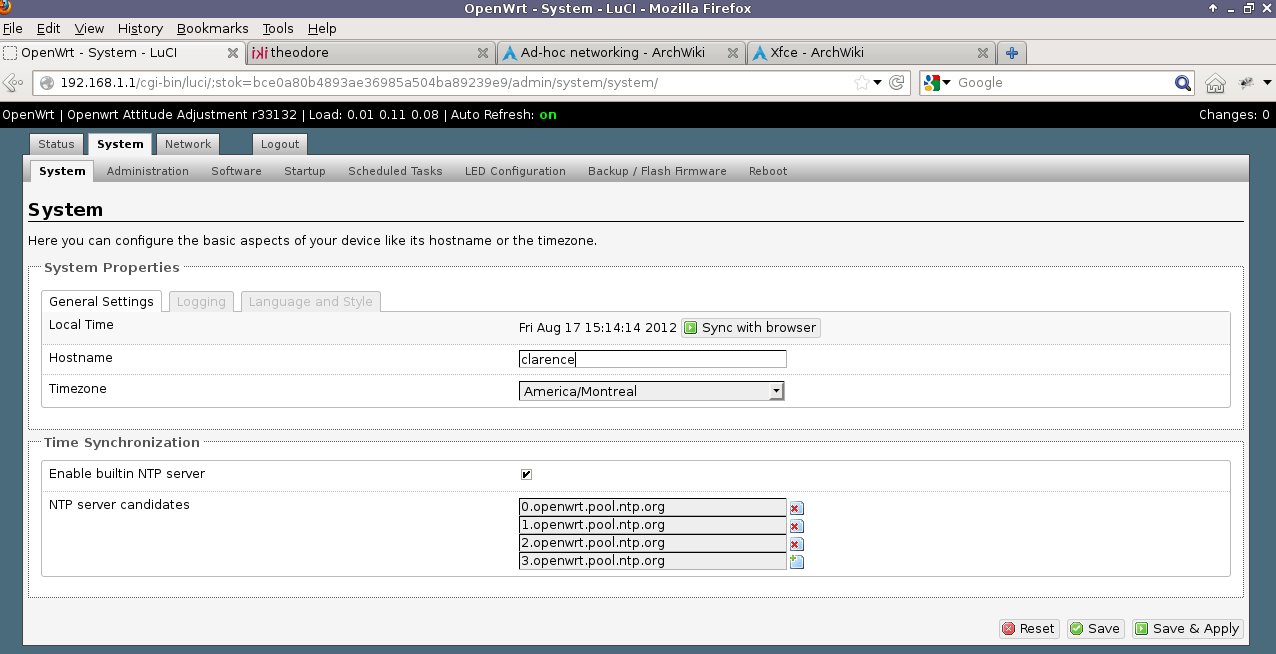 OpenWrt - System - LuCI - Mozilla Firefox
File Edit View History Bookmarks Tools Help
OpenWrt - System - LuCI theodore Ad-hoc networking - ArchWiki Xfce - ArchWiki
192.168.1.1/cgi-bin/luci/;stok=bce0a80b4893ae36985a504ba89239e9/admin/system/system/ Google
OpenWrt | Openwrt Attitude Adjustment r33132 | Load: 0.01 0.11 0.08 | Auto Refresh: on Changes: 0
Status System Network Logout
System Administration Software Startup Scheduled Tasks LED Configuration Backup / Flash Firmware Reboot
System
Here you can configure the basic aspects of your device like its hostname or the timezone.
System Properties
General Settings Logging Language and Style
Local Time Fri Aug 17 15:14:14 2012 Sync with browser
Hostname clarence
Timezone America/Montreal
Time Synchronization
Enable builtin NTP server
NTP server candidates 0.openwrt.pool.ntp.org
1.openwrt.pool.ntp.org
2.openwrt.pool.ntp.org
3.openwrt.pool.ntp.org
Reset Save Save & Apply